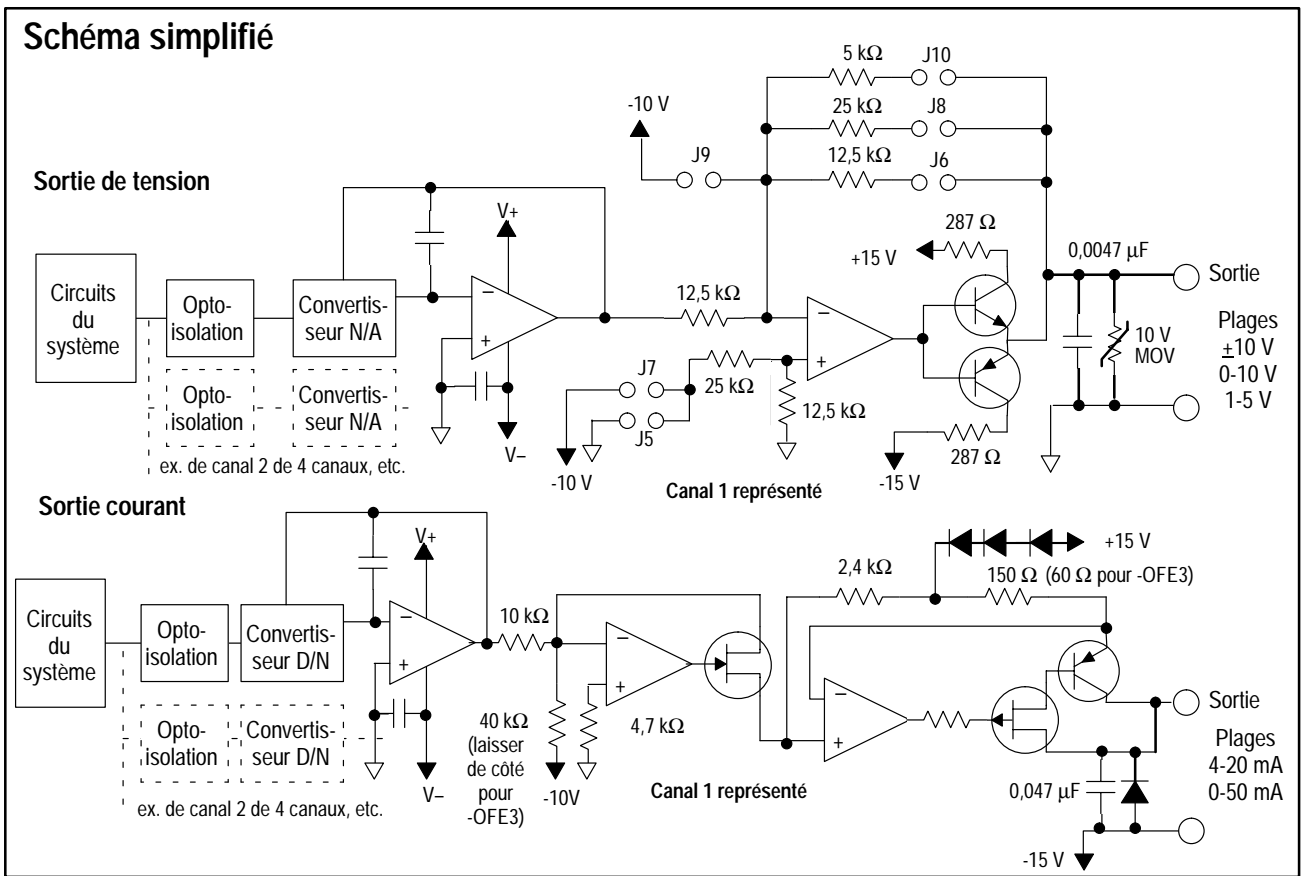 Schéma simplifié
5 kΩ
J10
-10 V
25 kΩ
J8
J9
12,5 kΩ
J6
Sortie de tension
V+
287 Ω
+15 V
0,0047 µF
Circuits
du
système
Opto-
isolation
Convertis-
seur N/A
12,5 kΩ
Sortie
10 V
MOV
Plages
±10 V
0-10 V
1-5 V
J7
25 kΩ
J5
12,5 kΩ
Opto-
isolation
Convertis-
seur N/A
V–
-10 V
-15 V
287 Ω
ex. de canal 2 de 4 canaux, etc.
Canal 1 représenté
Sortie courant
V+
+15 V
2,4 kΩ
150 Ω (60 Ω pour -OFE3)
Circuits
du
système
Opto-
isolation
Convertis-
seur D/N
10 kΩ
Sortie
Plages
4-20 mA
0-50 mA
40 kΩ
(laisser
de côté
pour
-OFE3)
4,7 kΩ
Opto-
isolation
Convertis-
seur D/N
V–
-10V
ex. de canal 2 de 4 canaux, etc.
Canal 1 représenté
0,047 µF
-15 V
− 
+
−
+
−
+
−
+
−
+